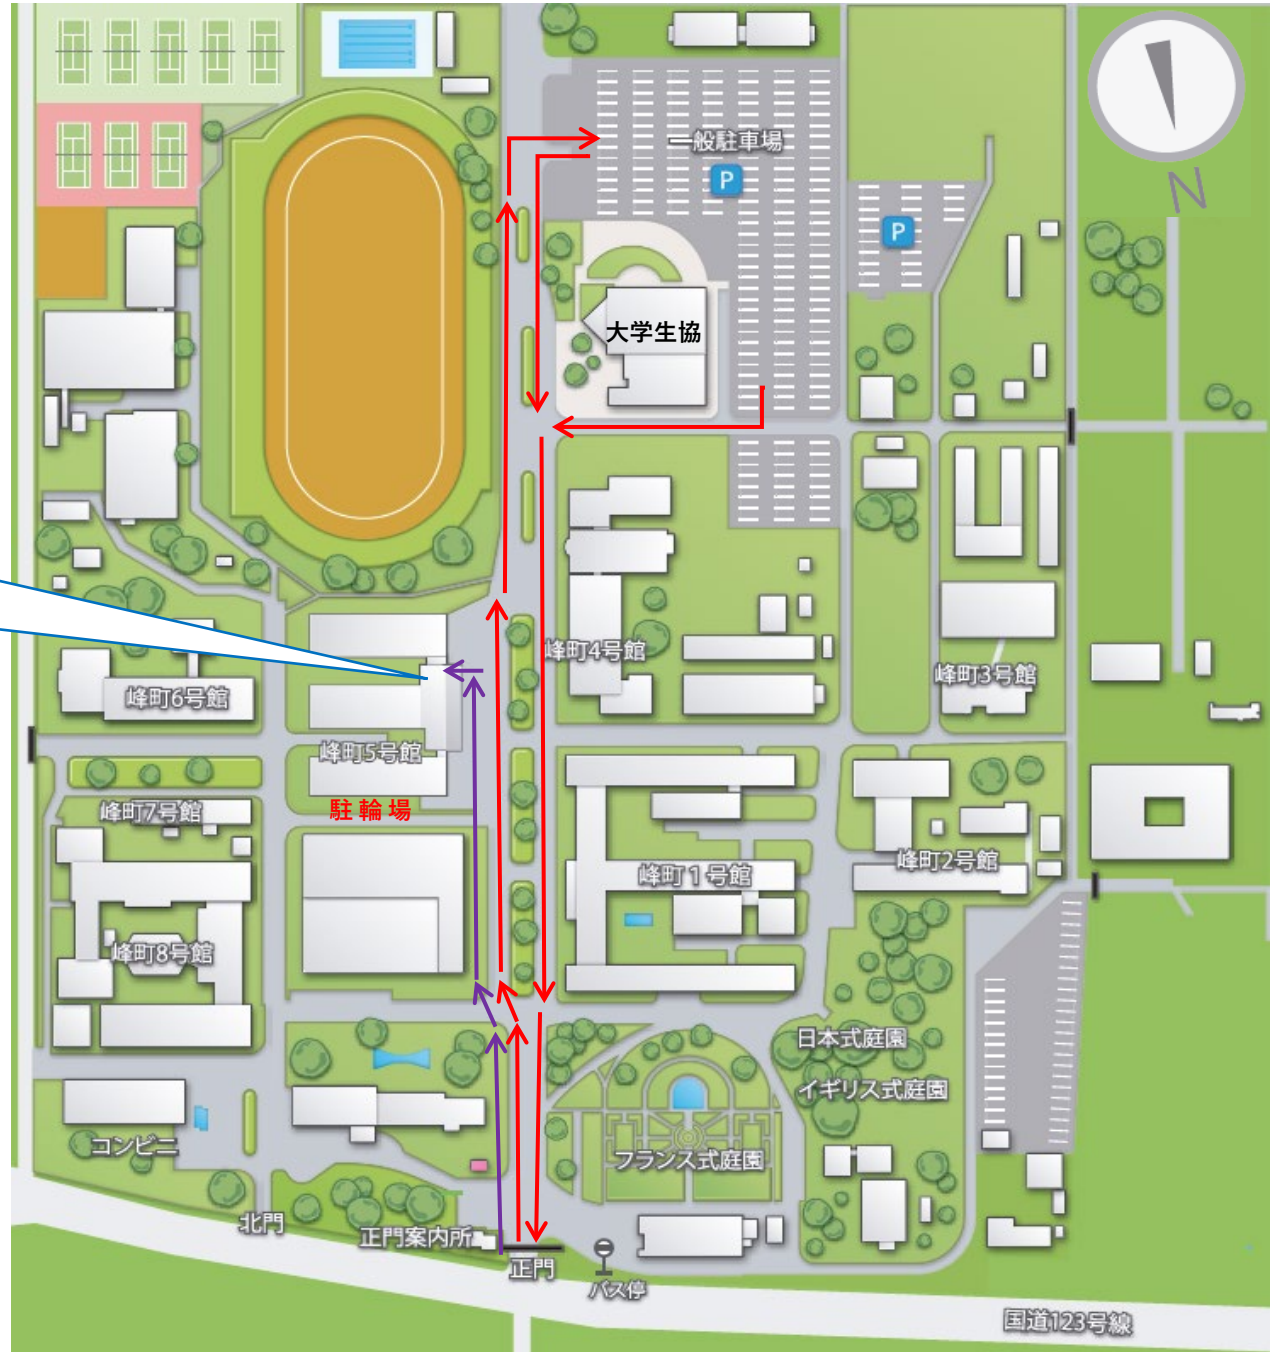 N
一般駐車場
P
P
大学生協
峰町4号館
峰町3号館
峰町6号館
峰町5号館
峰町7号館
駐輪場
峰町１号館
峰町2号館
峰町8号館
日本式庭園
イギリス式庭園
コンビニ
フランス式庭園
北門
正門案内所
正門
バス停
国道123号線